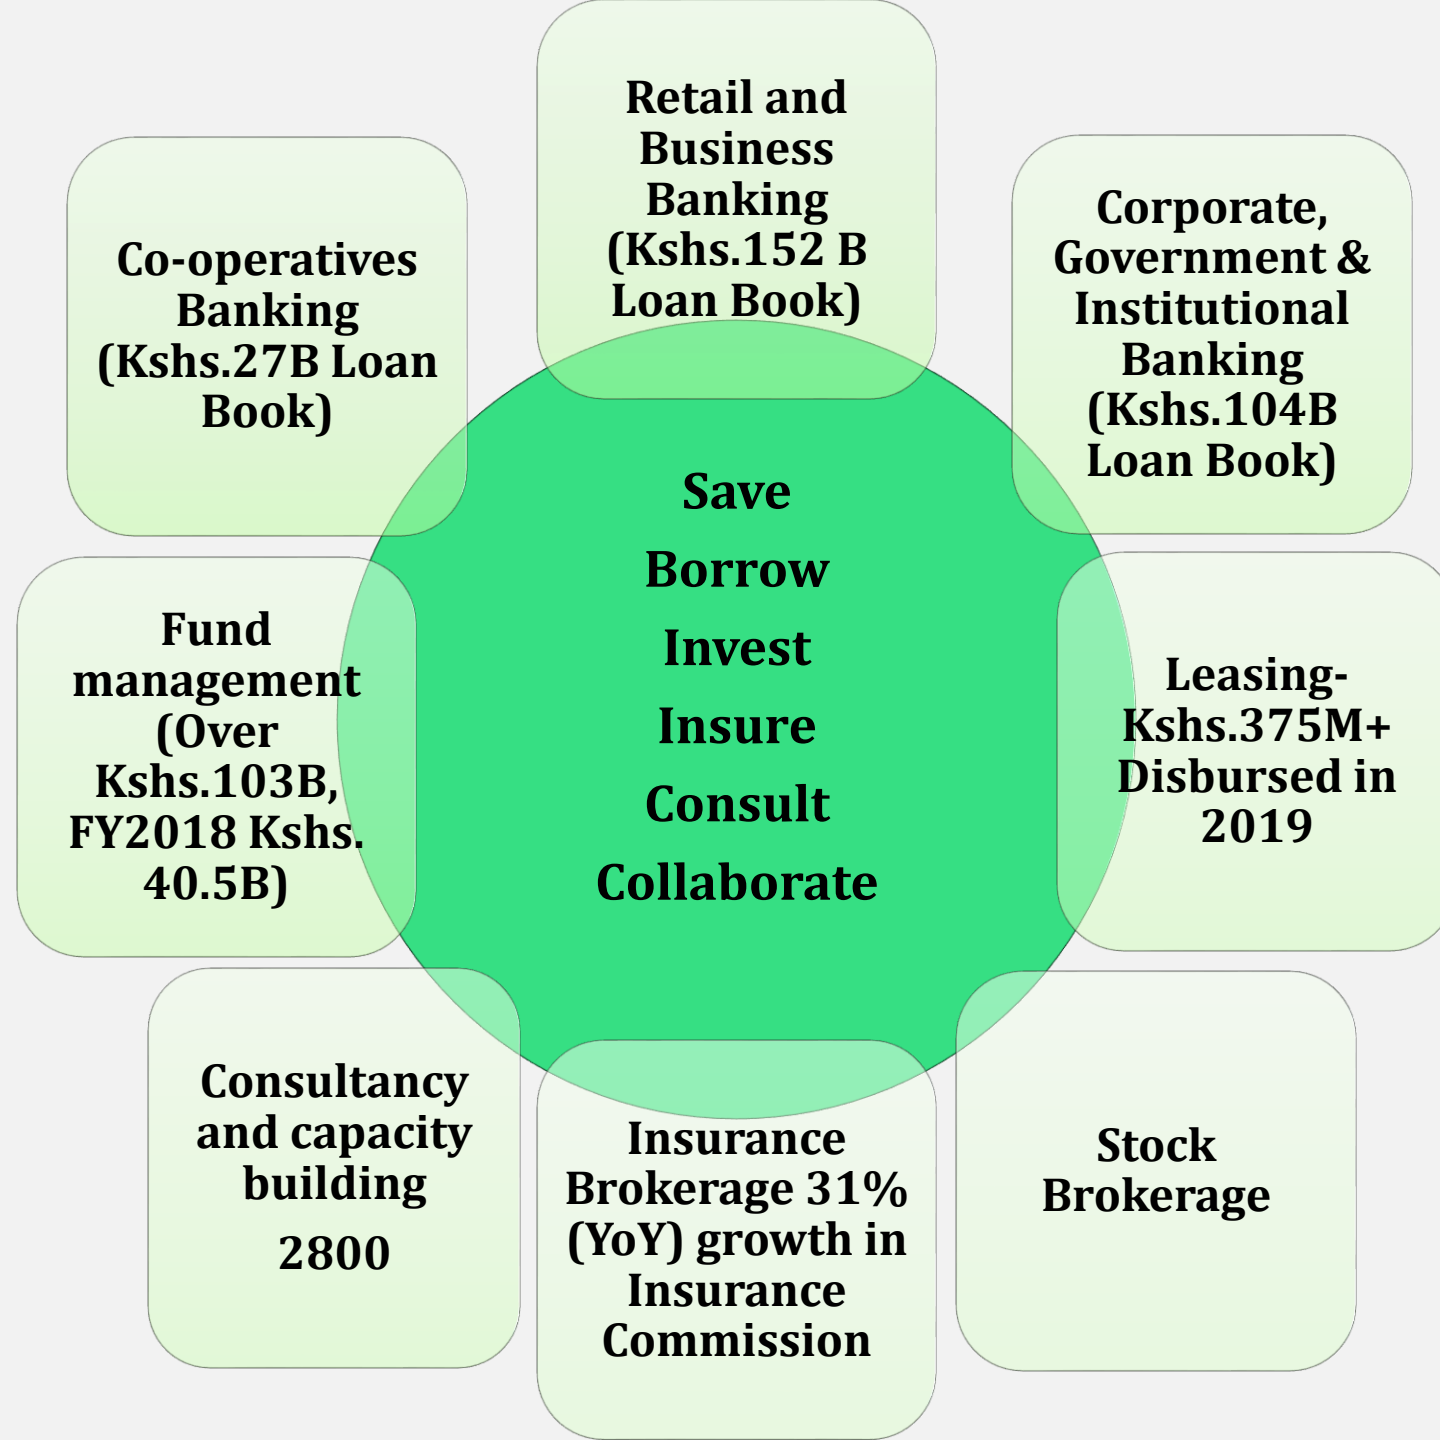 Retail and
Business
Banking
(Kshs.152 B
Loan Book)
Corporate,
Government &
Institutional
Banking
(Kshs.104B
Loan Book)
Leasing-
Kshs.375M+
Disbursed in
2019
Stock
Brokerage
Insurance
Brokerage 31%
(YoY) growth in
Insurance
Commission
Consultancy
and capacity
building
2800
Fund
management
(Over
Kshs.103B,
FY2018 Kshs.
40.5B)
Co-operatives
Banking
(Kshs.27B Loan
Book)
Save
Borrow
Invest
Insure
Consult
Collaborate